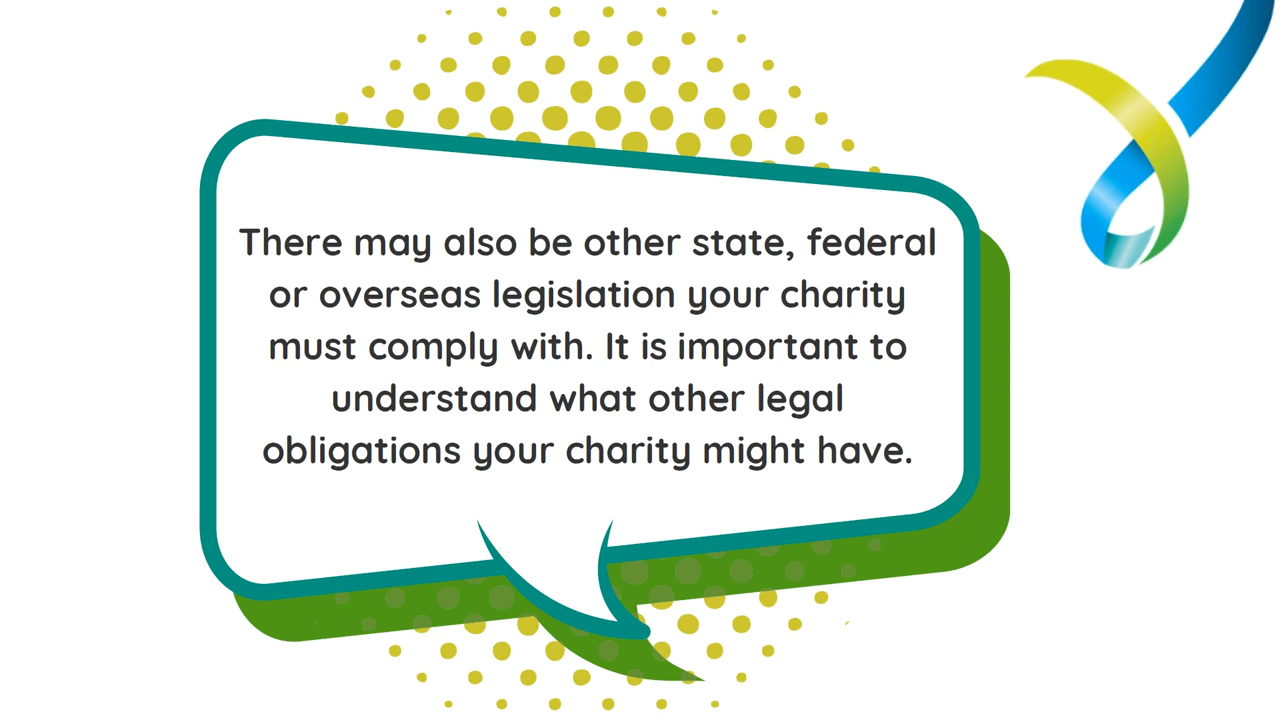 There may also be other state, federal
or overseas legislation your charity
must comply with. It is important to
understand what other legal
obligations your charity might have.